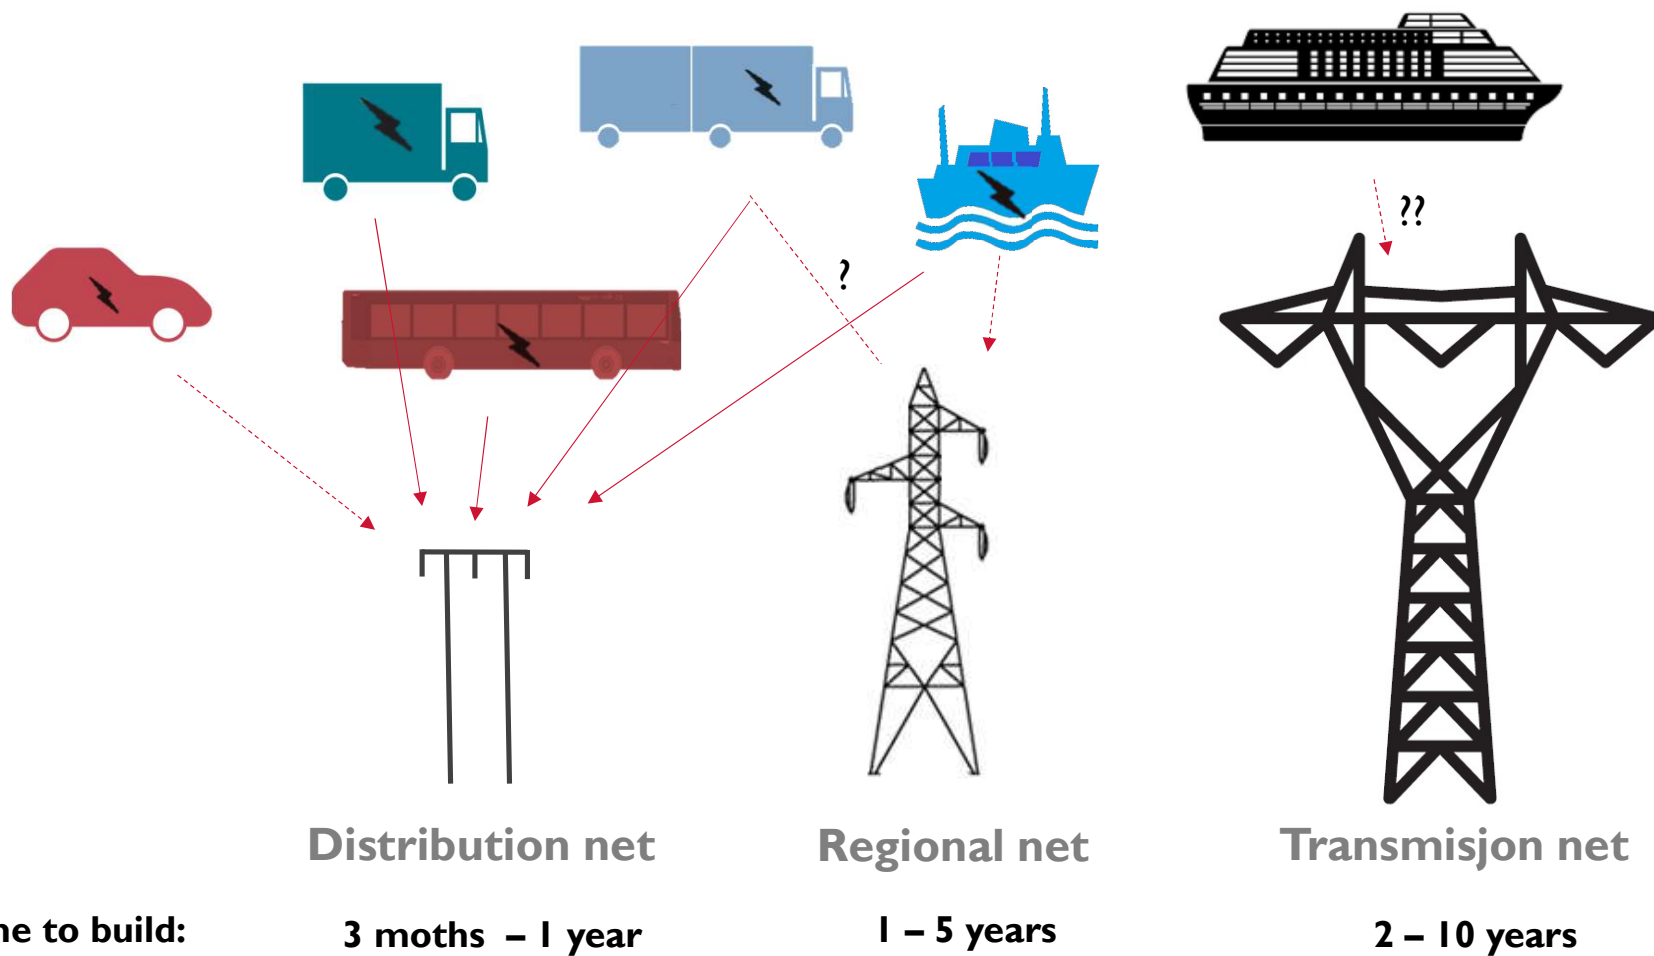 ??
?
Distribution net
Regional net
Transmisjon net
ne to build:
3 moths – 1 year
1 – 5 years
2 – 10 years